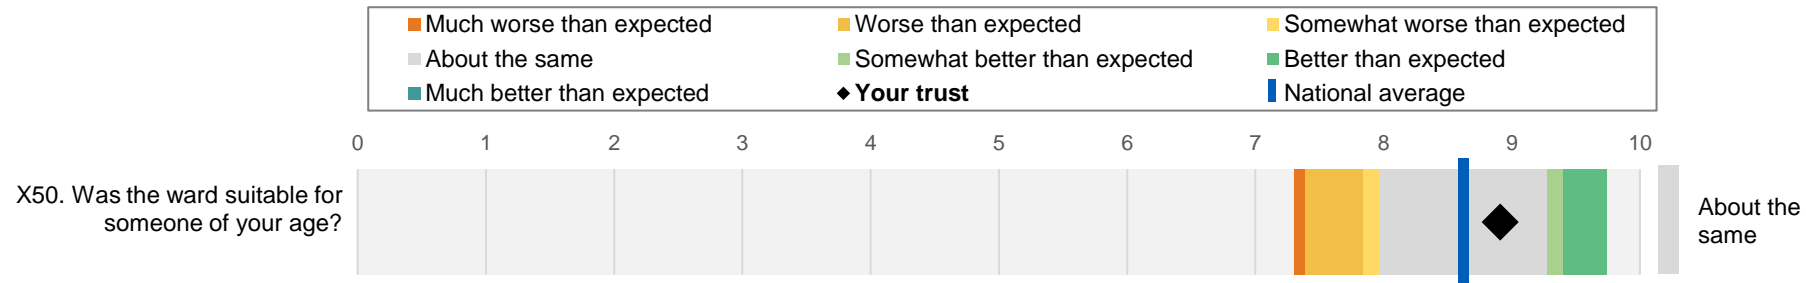 Much worse than expected
Worse than expected
Somewhat worse than expected
About the same
Somewhat better than expected
Better than expected
Much better than expected
Your trust
National average
0 1 2 3 4 5 6 7 8 9 10
X50. Was the ward suitable for
someone of your age?
About the
same